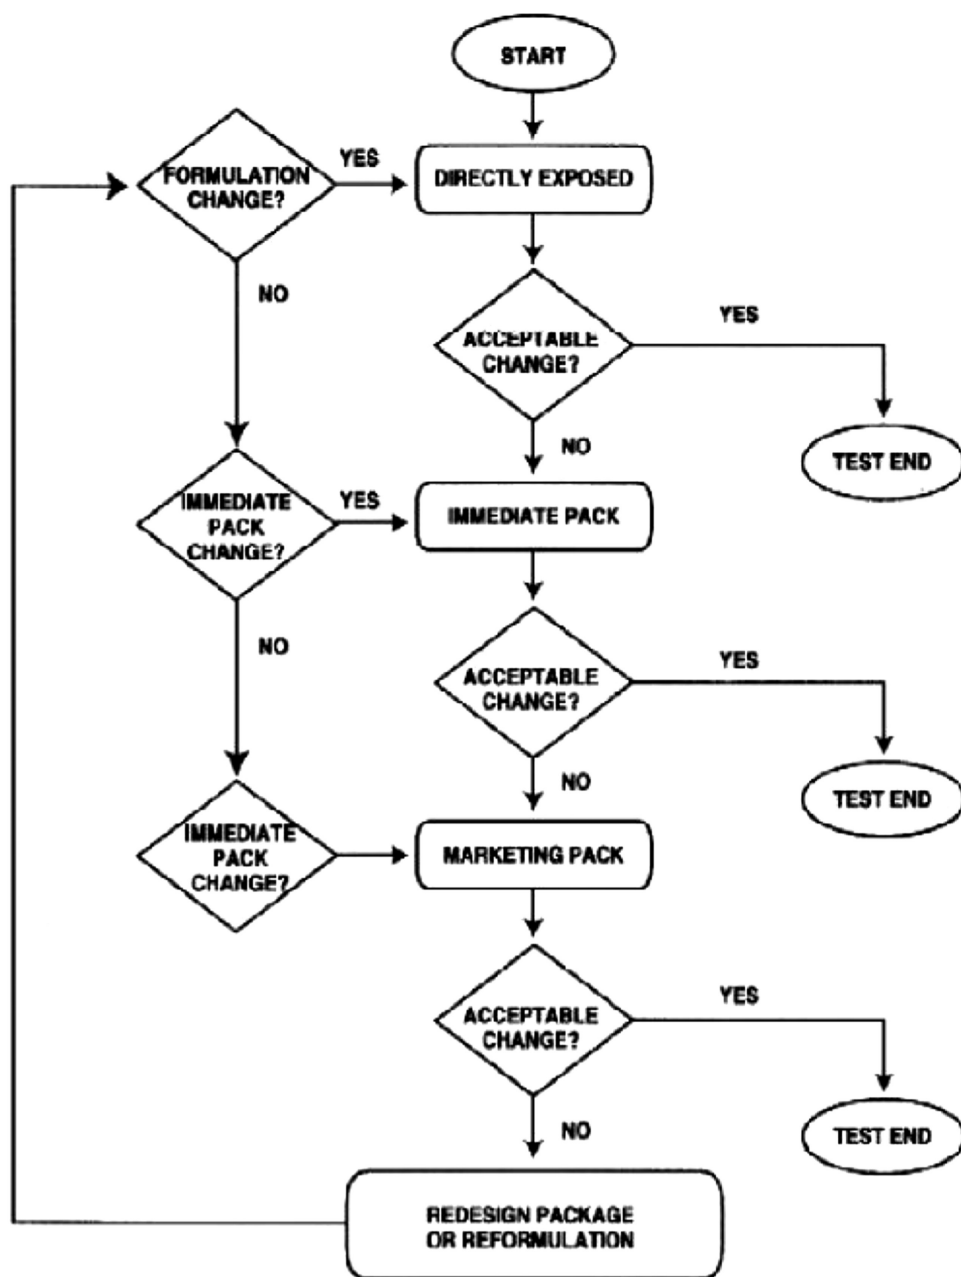 START
FORMULATION
CHANGE?
YES
DIRECTLY EXPOSED
NO
ACCEPTABLE
CHANGE?
YES
NO
TEST END
IMMEDIATE
PACK
CHANGE?
YES
IMMEDIATE PACK
NO
ACCEPTABLE
CHANGE?
YES
NO
TEST END
IMMEDIATE
PACK
CHANGE?
MARKETING PACK
ACCEPTABLE
CHANGE?
YES
NO
TEST END
REDESIGN PACKAGE
OR REFORMULATION